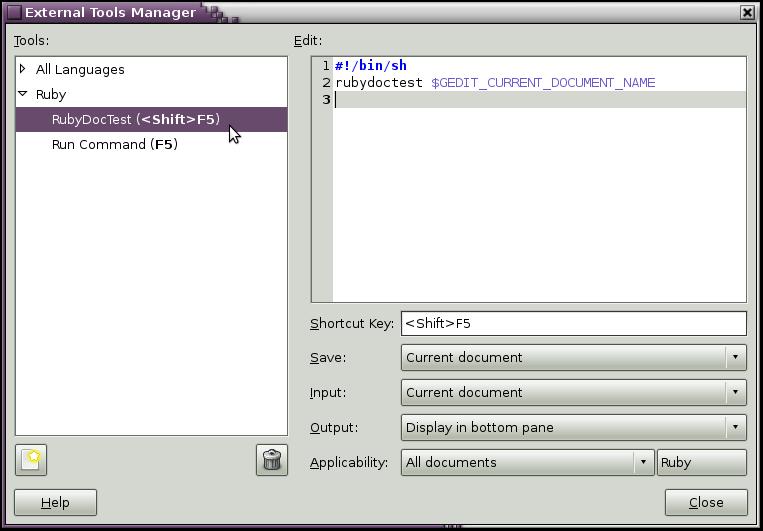 External Tools Manager
Tools:
All Languages
Ruby
RubyDocTest (<Shift>F5)
Run Command (F5)
Edit:
1 #!/bin/sh
2 rubydoctest $GEDIT_CURRENT_DOCUMENT_NAME
3
Shortcut Key: <Shift>F5
Save: Current document
Input: Current document
Output: Display in bottom pane
Applicability: All documents Ruby
Help
Close